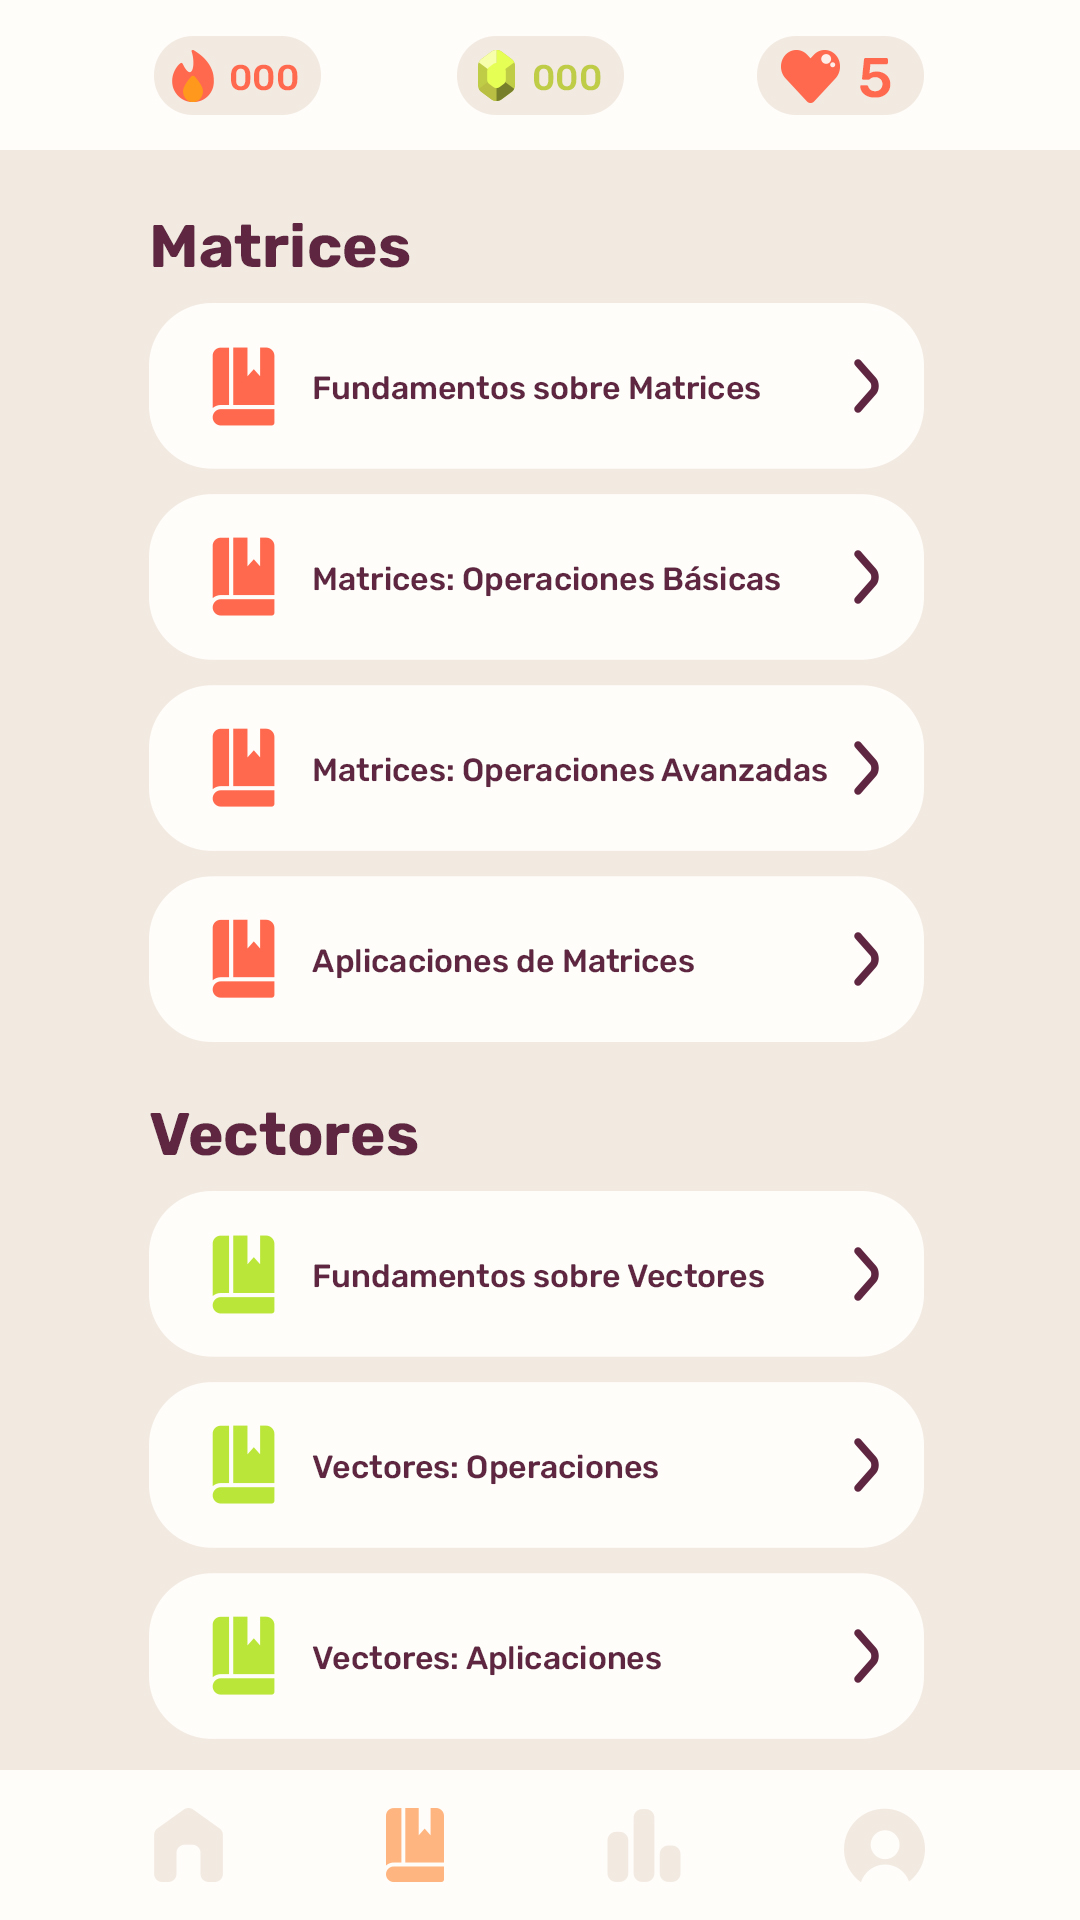 000 000 5
Matrices
Fundamentos sobre Matrices
Matrices: Operaciones Básicas
Matrices: Operaciones Avanzadas
Aplicaciones de Matrices
Vectores
Fundamentos sobre Vectores
Vectores: Operaciones
Vectores: Aplicaciones